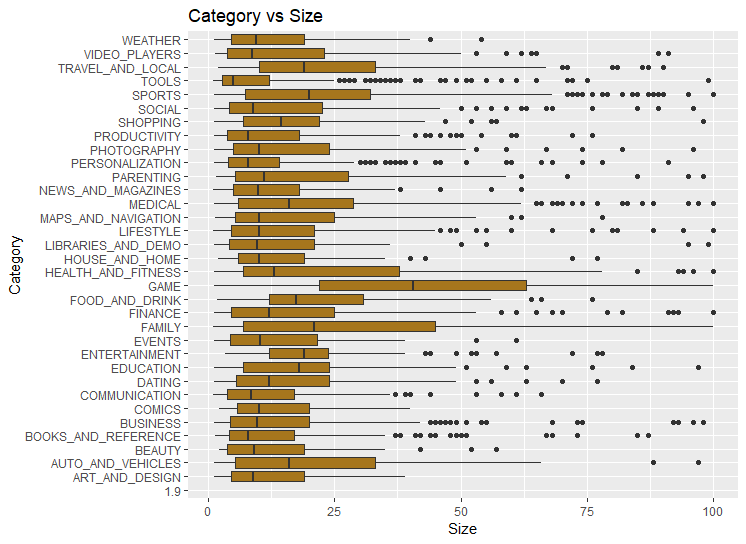 Category vs Size
WEATHER
VIDEO_PLAYERS
TRAVEL_AND_LOCAL
TOOLS
SPORTS
SOCIAL
SHOPPING
PRODUCTIVITY
PHOTOGRAPHY
PERSONALIZATION
PARENTING
NEWS_AND_MAGAZINES
MEDICAL
MAPS_AND_NAVIGATION
LIFESTYLE
LIBRARIES_AND_DEMO
HOUSE_AND_HOME
HEALTH_AND_FITNESS
GAME
FOOD_AND_DRINK
FINANCE
FAMILY
EVENTS
ENTERTAINMENT
EDUCATION
DATING
COMMUNICATION
COMICS
BUSINESS
BOOKS_AND_REFERENCE
BEAUTY
AUTO_AND_VEHICLES
ART_AND_DESIGN
1.9
Category
0 25 50 75 100
Size